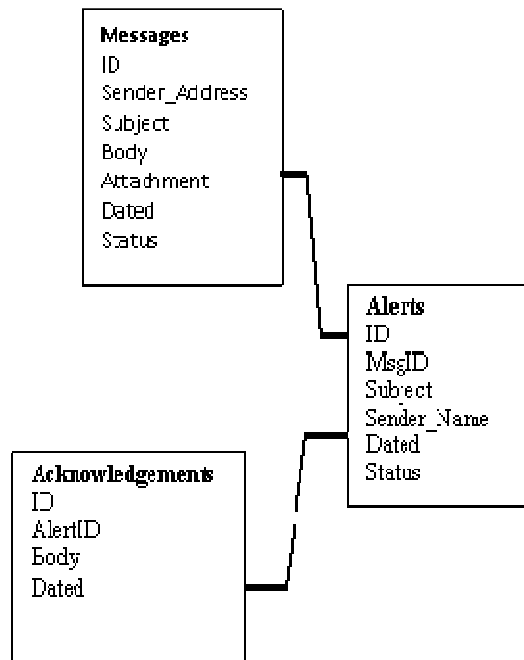 Messages
ID
Sender_Address
Subject
Body
Attachment
Dated
Status
Alerts
ID
MsgID
Subject
Sender_Name
Dated
Status
Acknowledgements
ID
AlertID
Body
Dated